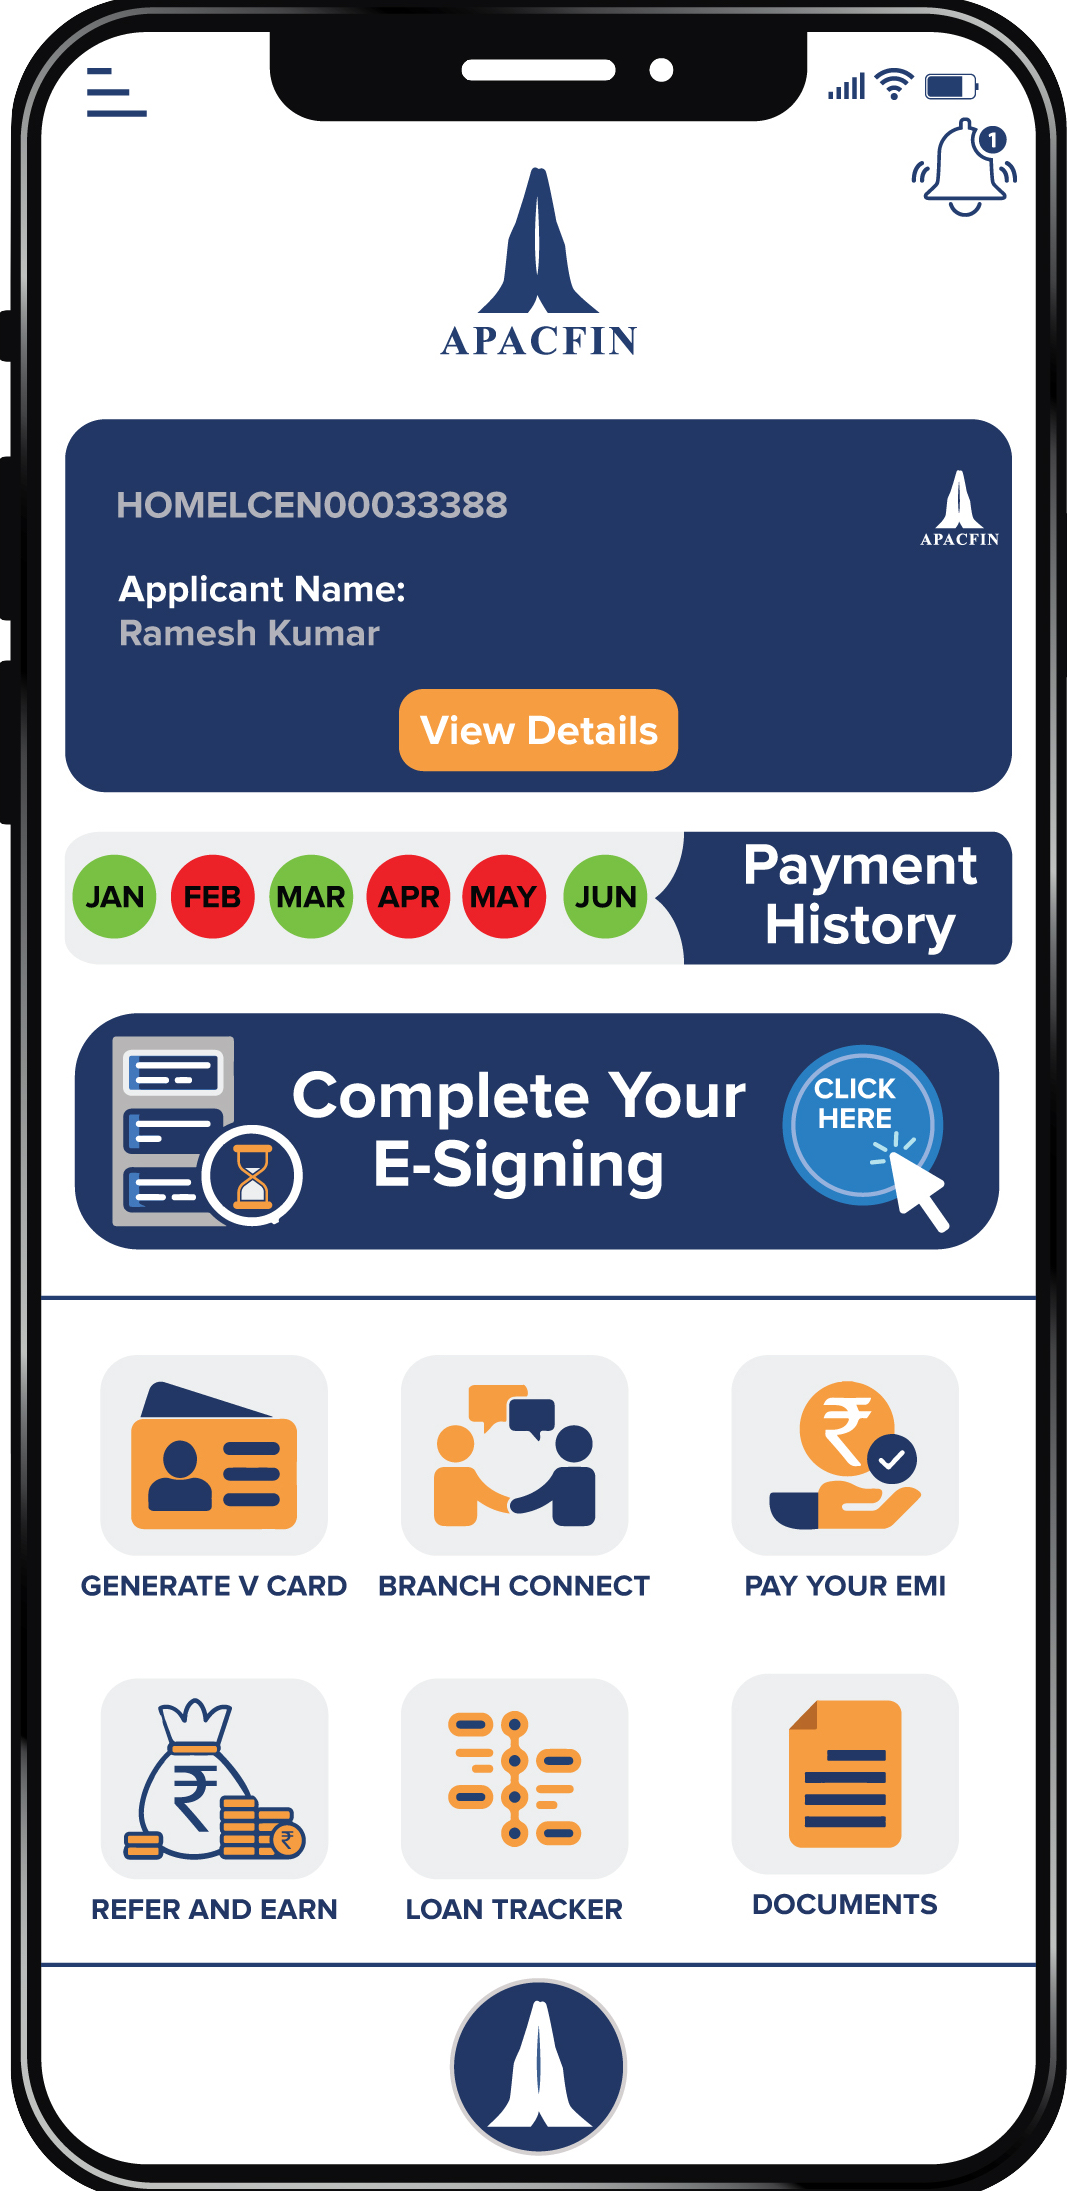 1
APACFIN
HOMELCEN00033388
APACFIN
Applicant Name:
Ramesh Kumar
View Details
JAN FEB MAR APR MAY JUN
Payment
History
Complete Your
E-Signing
CLICK
HERE
₹
GENERATE V CARD
BRANCH CONNECT
PAY YOUR EMI
₹
₹
REFER AND EARN
LOAN TRACKER
DOCUMENTS